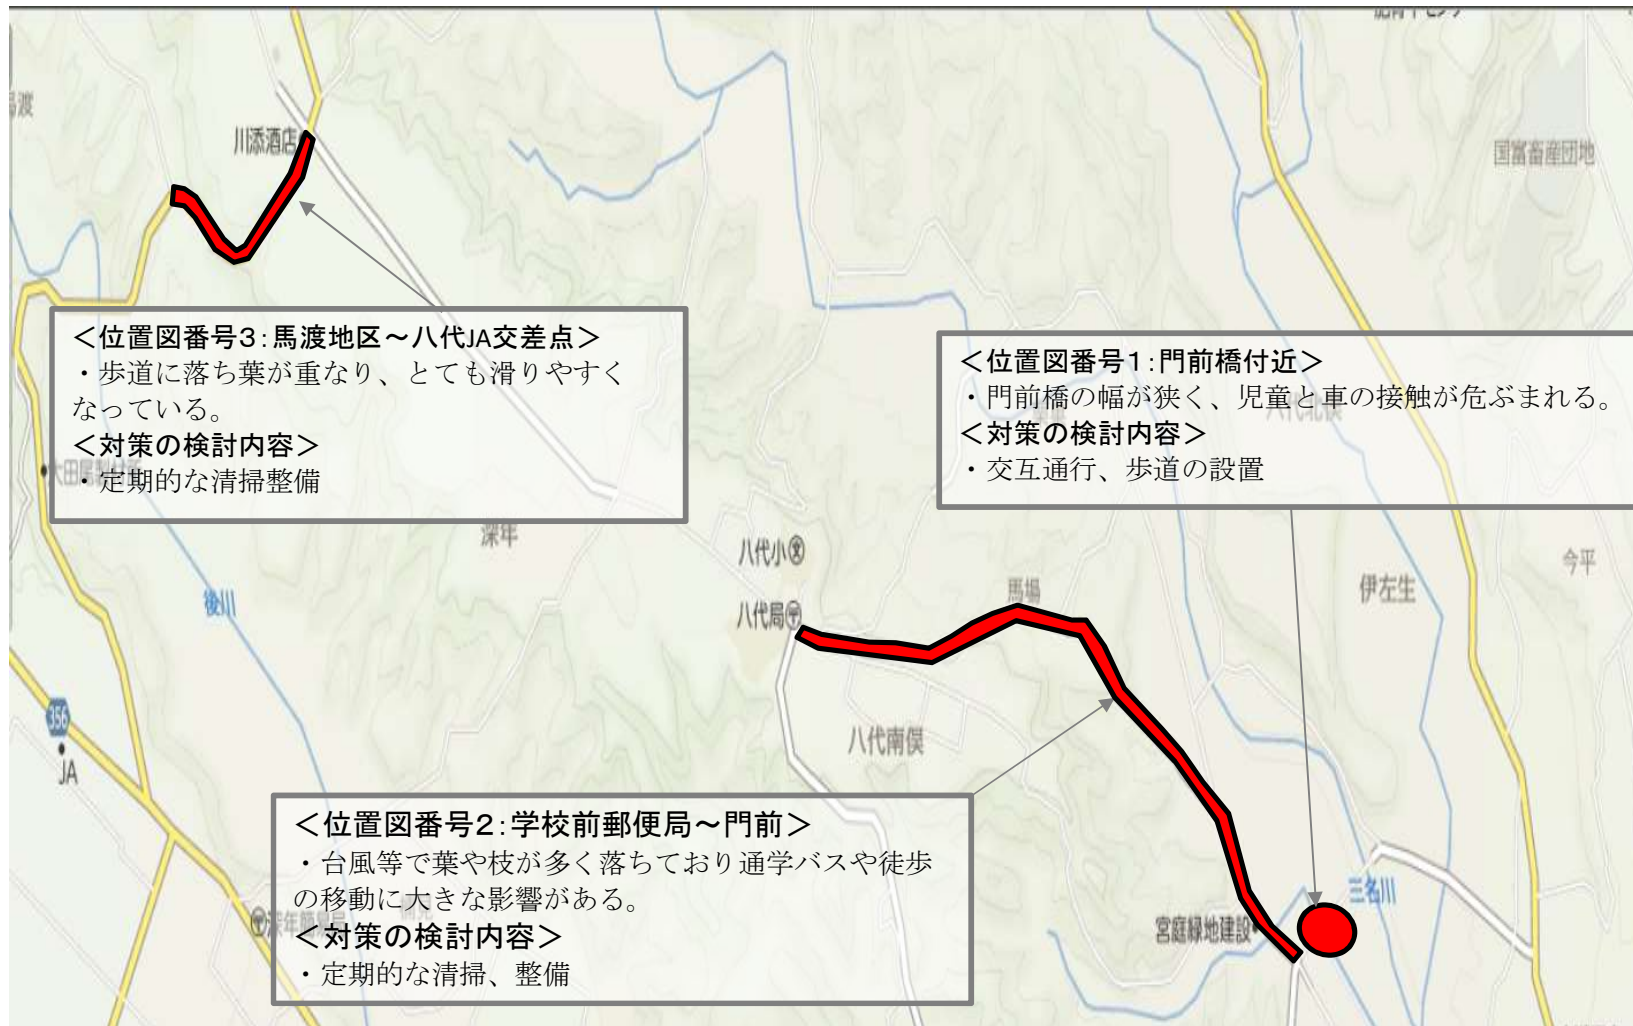 川添酒店
国富畜産団地
＜位置図番号3：馬渡地区～八代JA交差点＞
・歩道に落ち葉が重なり、とても滑りやすく
なっている。
＜対策の検討内容＞
・定期的な清掃整備
＜位置図番号1：門前橋付近＞
・門前橋の幅が狭く、児童と車の接触が危ぶまれる。
＜対策の検討内容＞
・交互通行、歩道の設置
深年
八代小
八代局
馬場
伊左生
今平
後川
356
JA
八代南俣
＜位置図番号2：学校前郵便局～門前＞
・台風等で葉や枝が多く落ちており通学バスや徒歩
の移動に大きな影響がある。
＜対策の検討内容＞
・定期的な清掃、整備
三名川
宮庭緑地建設